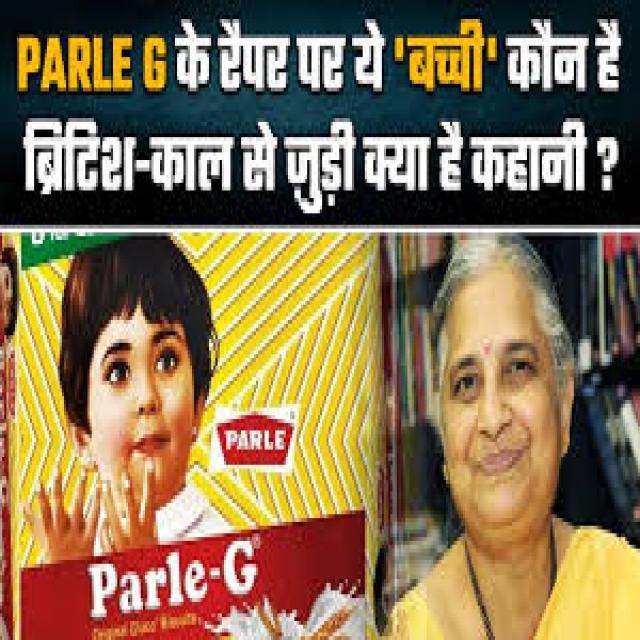 PARLE G के रैपर पर ये 'बच्ची' कौन है
ब्रिटिश-काल से जुड़ी क्या है कहानी ?
PARLE
Parle-G